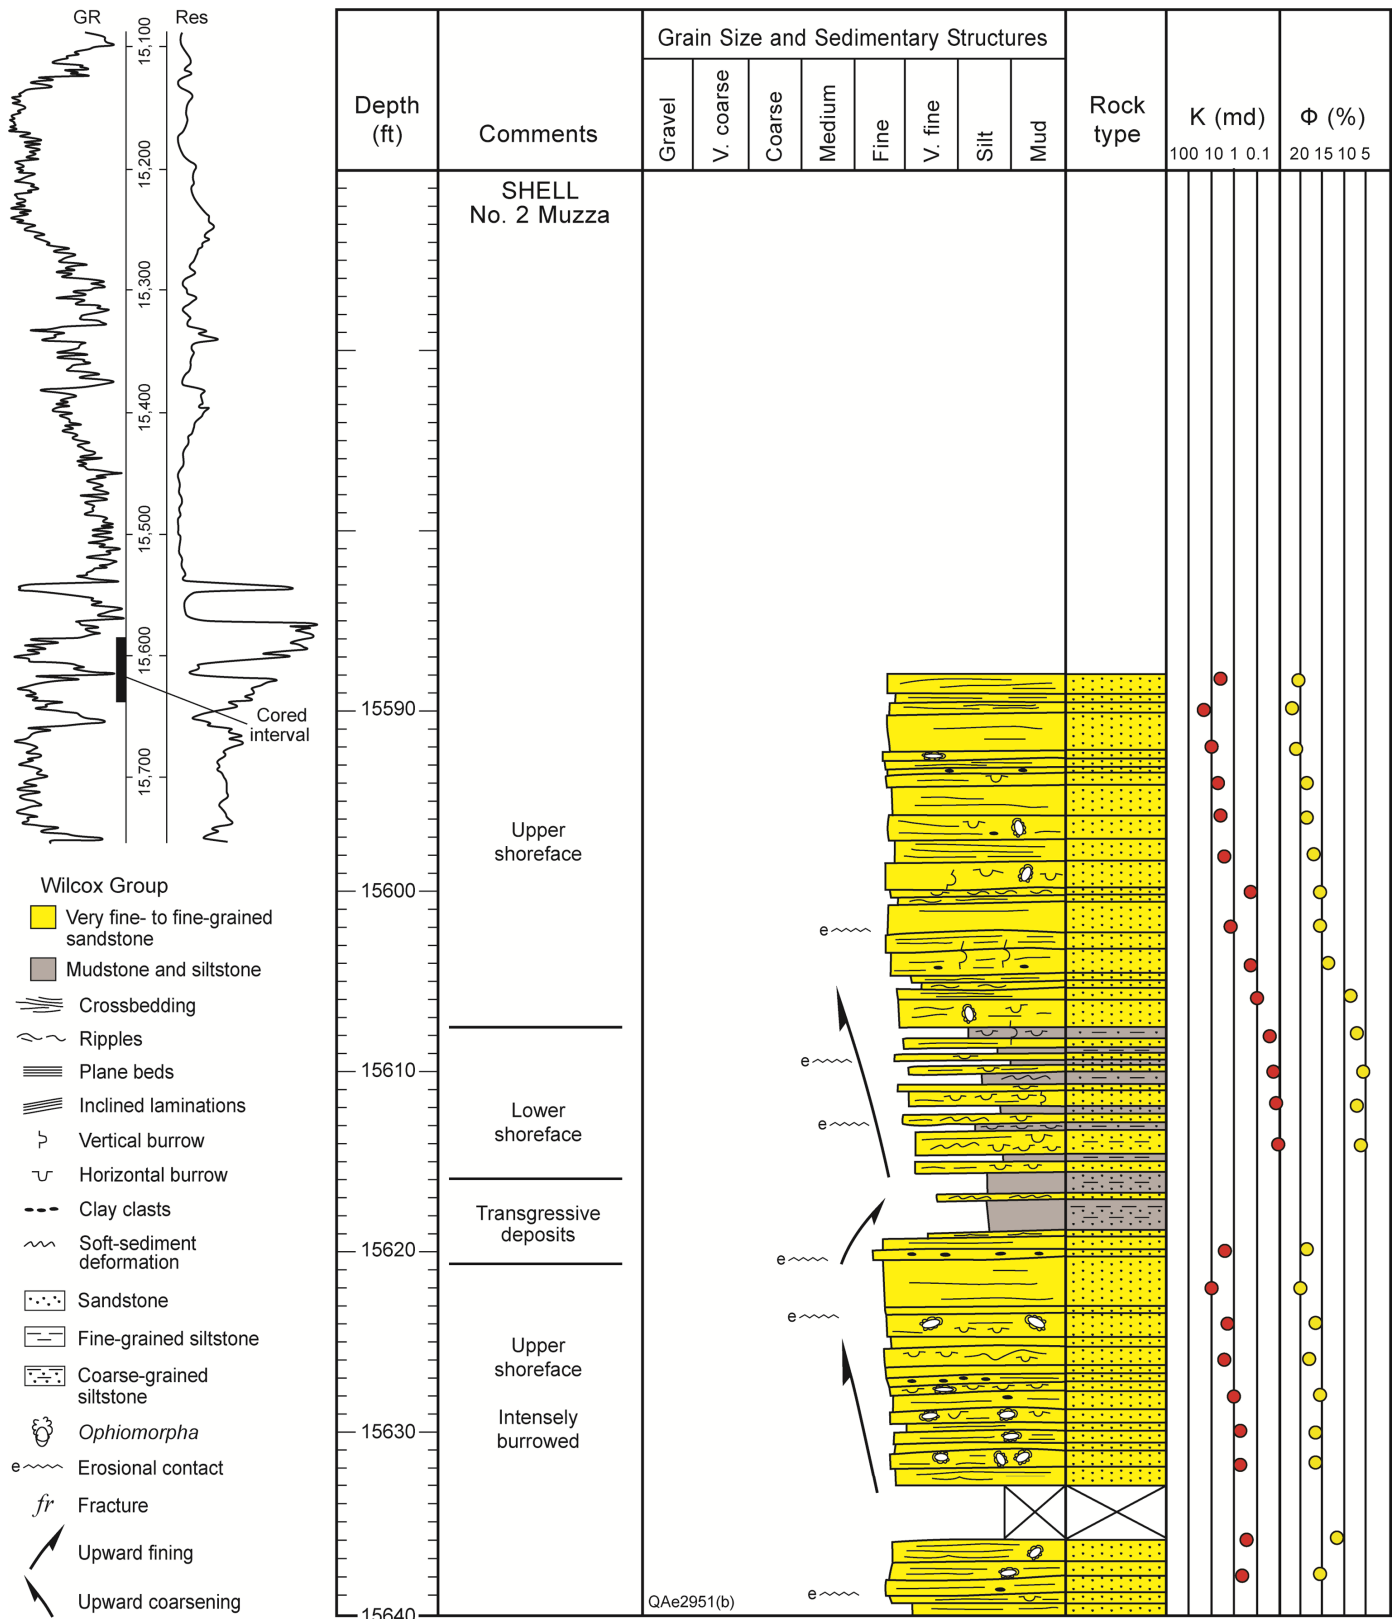 GR Res
15,100
15,200
15,300
15,400
15,500
15,600
15,700
Cored
interval
Depth
(ft)
Comments
Grain Size and Sedimentary Structures
Gravel
V. coarse
Coarse
Medium
Fine
V. fine
Silt
Mud
Rock
type
K (md)
100 10 1 0.1
Φ (%)
20 15 10 5
SHELL
No. 2 Muzza
15590
15600
15610
15620
15630
15640
Upper
shoreface
Lower
shoreface
Transgressive
deposits
Upper
shoreface
Intensely
burrowed
e
e
e
e
e
e
QAe2951(b)
Wilcox Group
Very fine- to fine-grained
sandstone
Mudstone and siltstone
Crossbedding
Ripples
Plane beds
Inclined laminations
Vertical burrow
Horizontal burrow
Clay clasts
Soft-sediment
deformation
Sandstone
Fine-grained siltstone
Coarse-grained
siltstone
Ophiomorpha
e Erosional contact
fr Fracture
Upward fining
Upward coarsening